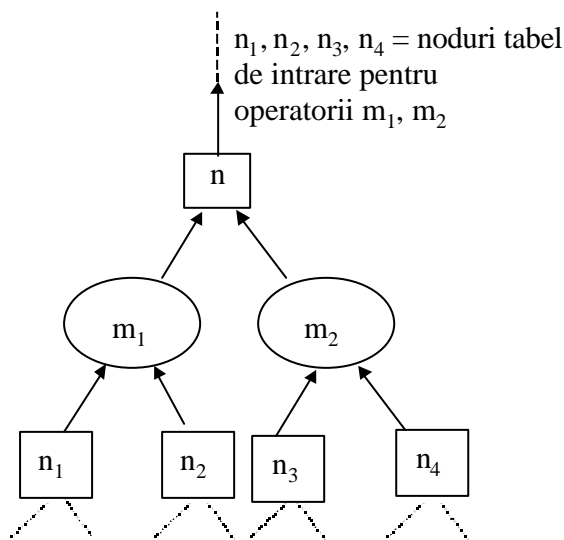 n₁, n₂, n₃, n₄ = noduri tabel
de intrare pentru
operatorii m₁, m₂
n
m₁ m₂
n₁ n₂ n₃ n₄